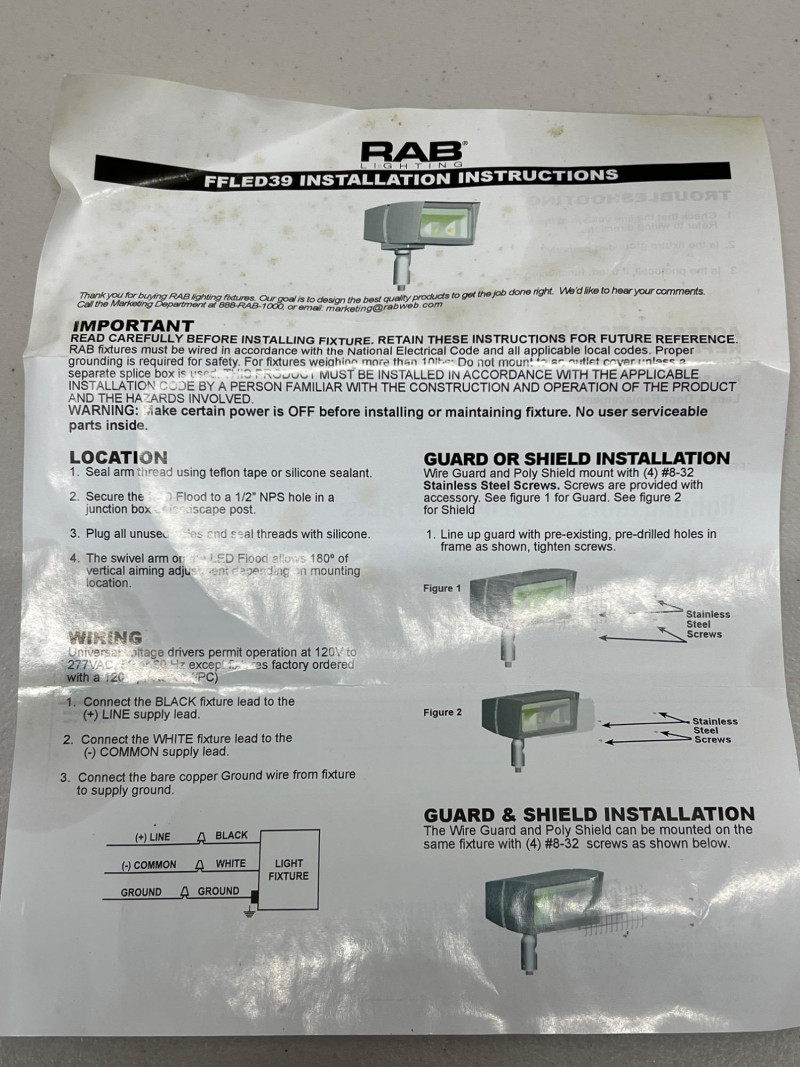 RAB®
LIGHTING
FFLED39 INSTALLATION INSTRUCTIONS
Thank you for buying RAB lighting fixtures. Our goal is to design the best quality products to get the job done right. We'd like to hear your comments.
Call the Marketing Department at 888-RAB-1000, or email: marketing@rabweb.com
IMPORTANT
READ CAREFULLY BEFORE INSTALLING FIXTURE. RETAIN THESE INSTRUCTIONS FOR FUTURE REFERENCE.
RAB fixtures must be wired in accordance with the National Electrical Code and all applicable local codes. Proper
grounding is required for safety. For fixtures weighing more than Do not mount to an outlet cover unless a
separate splice box is used. THIS PRODUCT MUST BE INSTALLED IN ACCORDANCE WITH THE APPLICABLE
INSTALLATION CODE BY A PERSON FAMILIAR WITH THE CONSTRUCTION AND OPERATION OF THE PRODUCT
AND THE HAZARDS INVOLVED.
WARNING: Make certain power is OFF before installing or maintaining fixture. No user serviceable
parts inside.
LOCATION
1. Seal arm thread using teflon tape or silicone sealant.
2. Secure the LED Flood to a 1/2" NPS hole in a
junction box post.
3. Plug all unused and seal threads with silicone.
4. The swivel arm on the LED Flood allows 180º of
vertical aiming adjustment depending on mounting
location.
WIRING
Universal voltage drivers permit operation at 120V to
277VAC, Hz except fixtures factory ordered
with a 120
1. Connect the BLACK fixture lead to the
(+) LINE supply lead.
2. Connect the WHITE fixture lead to the
(-) COMMON supply lead.
3. Connect the bare copper Ground wire from fixture
to supply ground.
(+) LINE BLACK
(-) COMMON WHITE
GROUND GROUND
LIGHT
FIXTURE
GUARD OR SHIELD INSTALLATION
Wire Guard and Poly Shield mount with (4) #8-32
Stainless Steel Screws. Screws are provided with
accessory. See figure 1 for Guard. See figure 2
for Shield
1. Line up guard with pre-existing, pre-drilled holes in
frame as shown, tighten screws.
Figure 1
Stainless
Steel
Screws
Figure 2
Stainless
Steel
Screws
GUARD & SHIELD INSTALLATION
The Wire Guard and Poly Shield can be mounted on the
same fixture with (4) #8-32 screws as shown below.